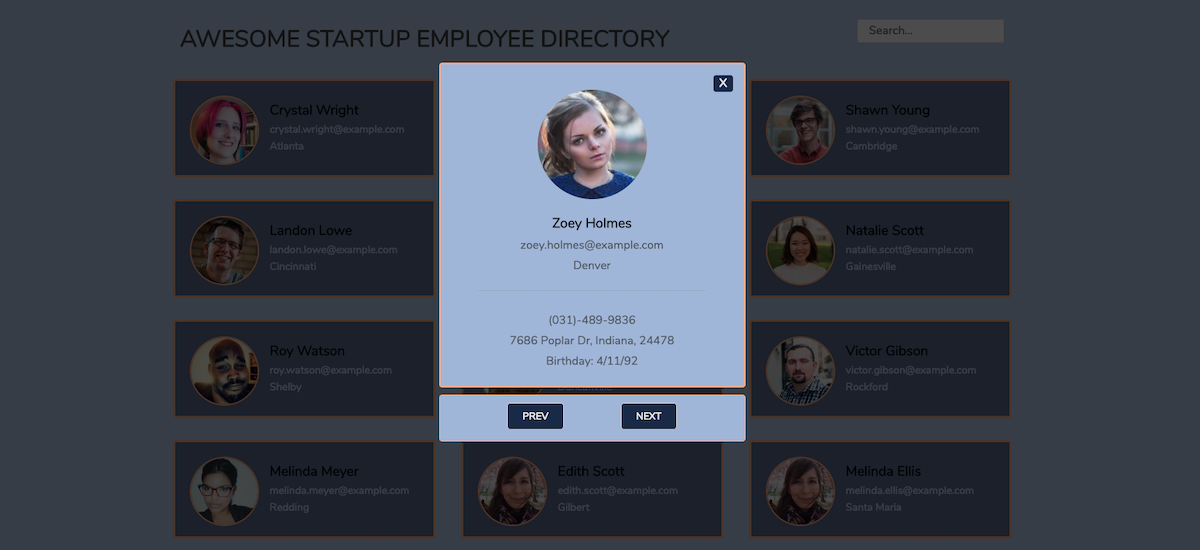 AWESOME STARTUP EMPLOYEE DIRECTORY
Search...
X
Zoey Holmes
zoey.holmes@example.com
Denver
(031)-489-9836
7686 Poplar Dr, Indiana, 24478
Birthday: 4/11/92
PREV
NEXT
Crystal Wright
crystal.wright@example.com
Atlanta
Shawn Young
shawn.young@example.com
Cambridge
Landon Lowe
landon.lowe@example.com
Cincinnati
Natalie Scott
natalie.scott@example.com
Gainesville
Roy Watson
roy.watson@example.com
Shelby
Duncanville
Victor Gibson
victor.gibson@example.com
Rockford
Melinda Meyer
melinda.meyer@example.com
Redding
Edith Scott
edith.scott@example.com
Gilbert
Melinda Ellis
melinda.ellis@example.com
Santa Maria